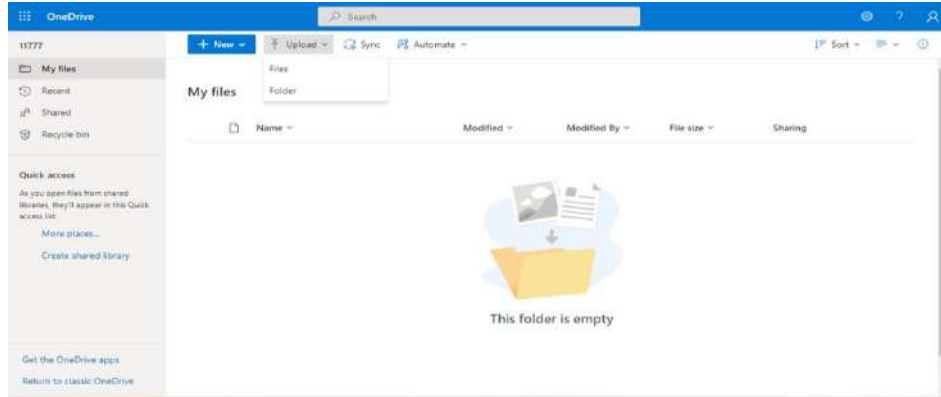 OneDrive
Search
?
11777
+ New
Upload
Sync
Automate
Sort
My files
Recent
Shared
Recycle bin
Quick access
As you open files from shared
libraries, they'll appear in this Quick
access list.
More places...
Create shared library
Get the OneDrive apps
Return to classic OneDrive
Files
Folder
My files
Name
Modified
Modified By
File size
Sharing
This folder is empty